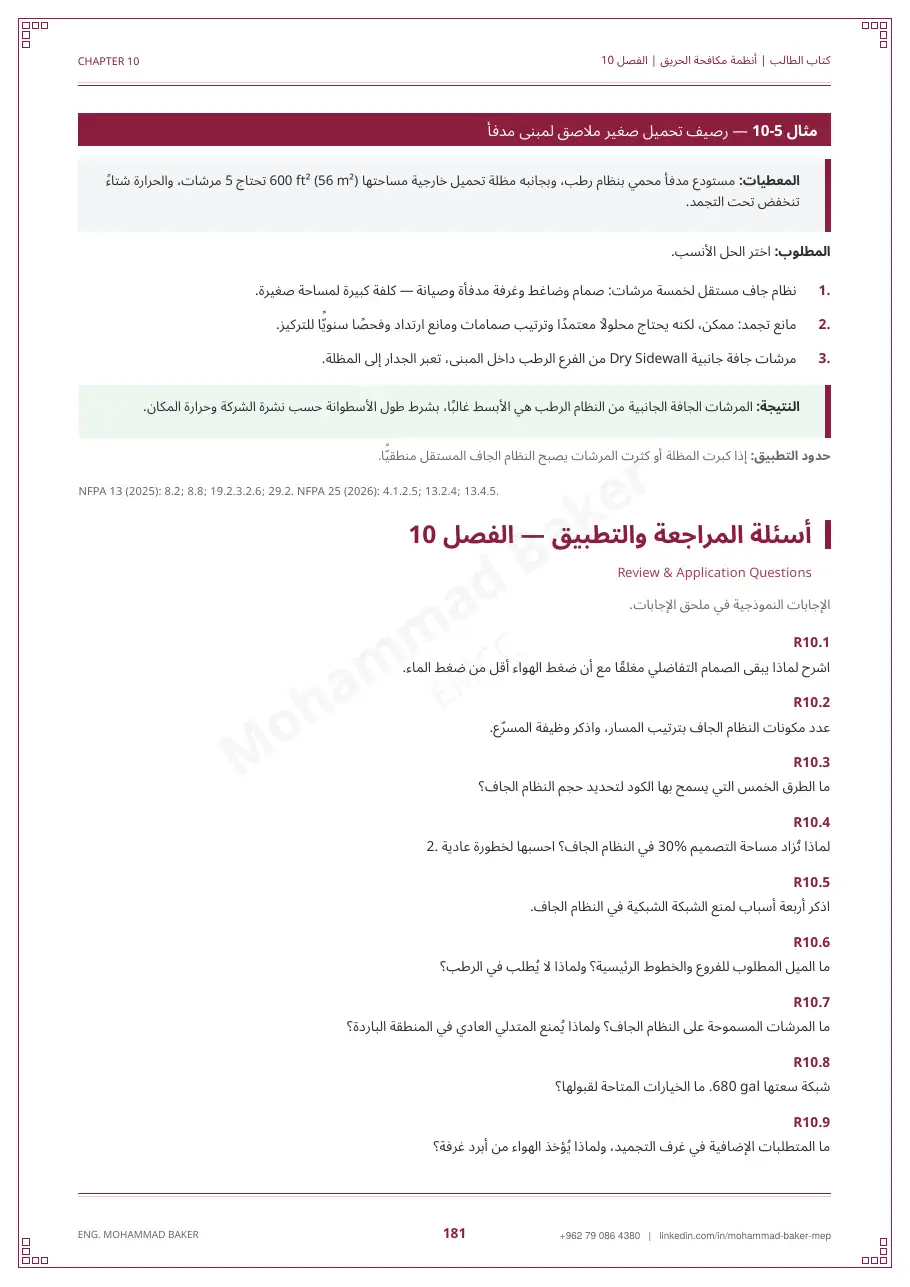 كتاب الطالب | أنظمة مكافحة الحريق | الفصل 10
CHAPTER 10
مثال 5-10 — رصيف تحميل صغير ملاصق لمبنى مدفأ
المعطيات: مستودع مدفأ محمي بنظام رطب، وبجانبه مظلة تحميل خارجية مساحتها 600 ft² (56 m²) تحتاج 5 مرشات، والحرارة شتاءً
تنخفض تحت التجمد.
المطلوب: اختر الحل الأنسب.
1. نظام جاف مستقل لخمسة مرشات: صمام وضاغط وغرفة مدفأة وصيانة — كلفة كبيرة لمساحة صغيرة.
2. مانع تجمد: ممكن، لكنه يحتاج محلولًا معتمدًا وترتيب صمامات ومانع ارتداد وفحصًا سنويًّا للتركيز.
3. مرشات جافة جانبية Dry Sidewall من الفرع الرطب داخل المبنى، تعبر الجدار إلى المظلة.
النتيجة: المرشات الجافة الجانبية من النظام الرطب هي الأبسط غالبًا، بشرط طول الأسطوانة حسب نشرة الشركة وحرارة المكان.
حدود التطبيق: إذا كبرت المظلة أو كثرت المرشات يصبح النظام الجاف المستقل منطقيًّا.
NFPA 13 (2025): 8.2; 8.8; 19.2.3.2.6; 29.2. NFPA 25 (2026): 4.1.2.5; 13.2.4; 13.4.5.
أسئلة المراجعة والتطبيق — الفصل 10
Review & Application Questions
الإجابات النموذجية في ملحق الإجابات.
R10.1
اشرح لماذا يبقى الصمام التفاضلي مغلقًا مع أن ضغط الهواء أقل من ضغط الماء.
R10.2
عدد مكونات النظام الجاف بترتيب المسار، واذكر وظيفة المسرّع.
R10.3
ما الطرق الخمس التي يسمح بها الكود لتحديد حجم النظام الجاف؟
R10.4
لماذا تُزاد مساحة التصميم 30% في النظام الجاف؟ احسبها لخطورة عادية 2.
R10.5
اذكر أربعة أسباب لمنع الشبكة الشبكية في النظام الجاف.
R10.6
ما الميل المطلوب للفروع والخطوط الرئيسية؟ ولماذا لا يُطلب في الرطب؟
R10.7
ما المرشات المسموحة على النظام الجاف؟ ولماذا يُمنع المتدلي العادي في المنطقة الباردة؟
R10.8
شبكة سعتها 680 gal. ما الخيارات المتاحة لقبولها؟
R10.9
ما المتطلبات الإضافية في غرف التجميد، ولماذا يُؤخذ الهواء من أبرد غرفة؟
Mohammad Baker
ENG. MOHAMMAD BAKER
181
+962 79 086 4380 | linkedin.com/in/mohammad-baker-mep